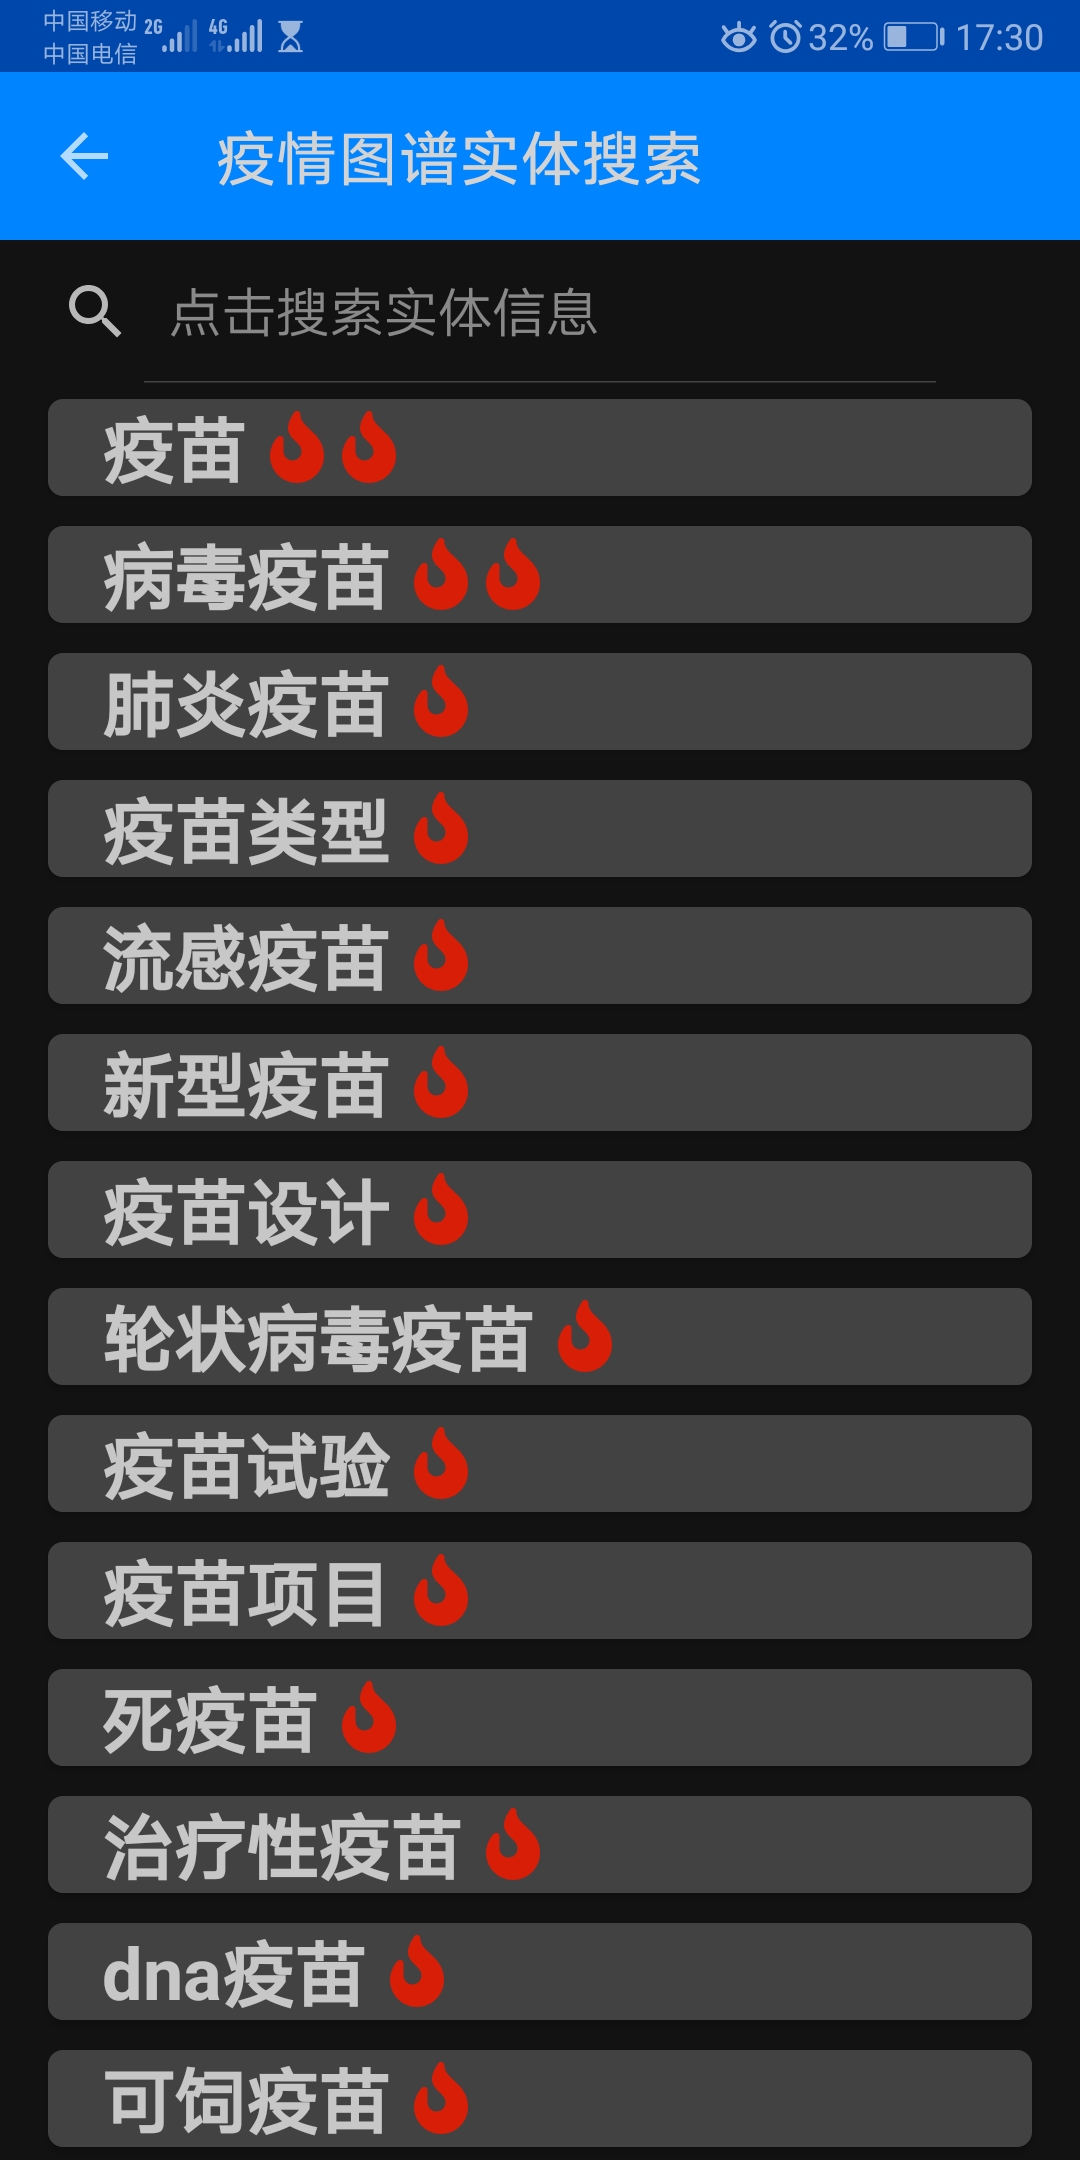 中国移动 2G 4G 32% 17:30
中国电信
疫情图谱实体搜索
点击搜索实体信息
疫苗
病毒疫苗
肺炎疫苗
疫苗类型
流感疫苗
新型疫苗
疫苗设计
轮状病毒疫苗
疫苗试验
疫苗项目
死疫苗
治疗性疫苗
dna疫苗
可饲疫苗